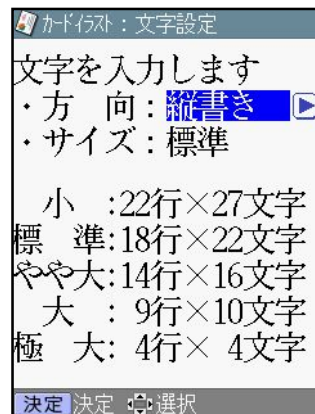 カードイラスト：文字設定
文字を入力します
・方　向：縦書き
・サイズ：標準
小　:22行×27文字
標　準:18行×22文字
やや大:14行×16文字
大　: 9行×10文字
極　大: 4行× 4文字
決定 決定 選択